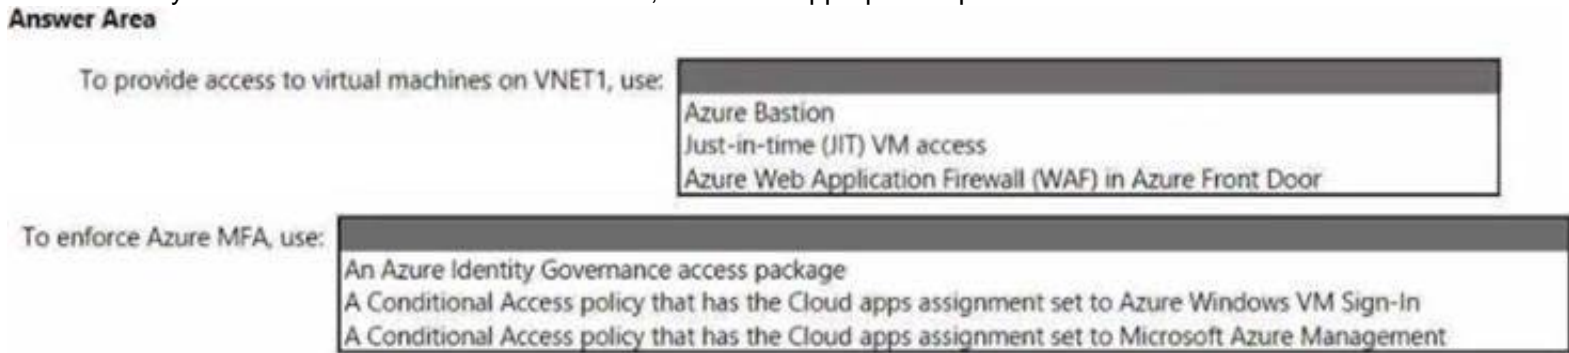 Answer Area
To provide access to virtual machines on VNET1, use:
Azure Bastion
Just-in-time (JIT) VM access
Azure Web Application Firewall (WAF) in Azure Front Door
To enforce Azure MFA, use:
An Azure Identity Governance access package
A Conditional Access policy that has the Cloud apps assignment set to Azure Windows VM Sign-In
A Conditional Access policy that has the Cloud apps assignment set to Microsoft Azure Management